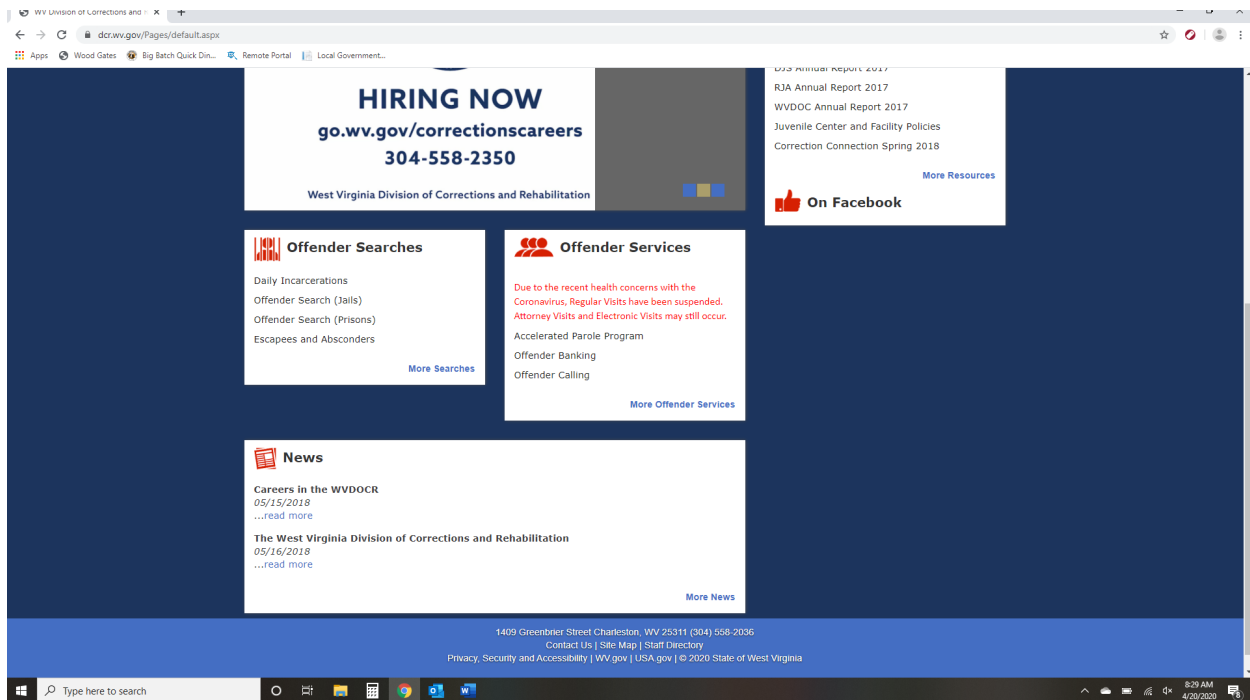 WV Division of Corrections and
dcr.wv.gov/Pages/default.aspx
Apps Wood Gates Big Batch Quick Din... Remote Portal Local Government...
HIRING NOW
go.wv.gov/correctionscareers
304-558-2350
West Virginia Division of Corrections and Rehabilitation
DJS Annual Report 2017
RJA Annual Report 2017
WVDOC Annual Report 2017
Juvenile Center and Facility Policies
Correction Connection Spring 2018
More Resources
On Facebook
Offender Searches
Daily Incarcerations
Offender Search (Jails)
Offender Search (Prisons)
Escapees and Absconders
More Searches
Offender Services
Due to the recent health concerns with the
Coronavirus, Regular Visits have been suspended.
Attorney Visits and Electronic Visits may still occur.
Accelerated Parole Program
Offender Banking
Offender Calling
More Offender Services
News
Careers in the WVDOCR
05/15/2018
...read more
The West Virginia Division of Corrections and Rehabilitation
05/16/2018
...read more
More News
1409 Greenbrier Street Charleston, WV 25311 (304) 558-2036
Contact Us | Site Map | Staff Directory
Privacy, Security and Accessibility | WV.gov | USA.gov | © 2020 State of West Virginia
Type here to search
8:29 AM
4/20/2020